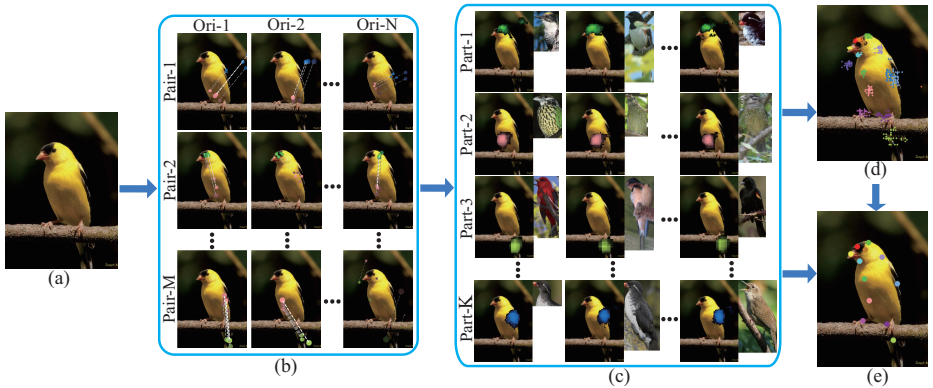 Ori-1 Ori-2 Ori-N
Pair-1
Pair-2
Pair-M
Part-1
Part-2
Part-3
Part-K
(a)
(b)
(c)
(d)
(e)